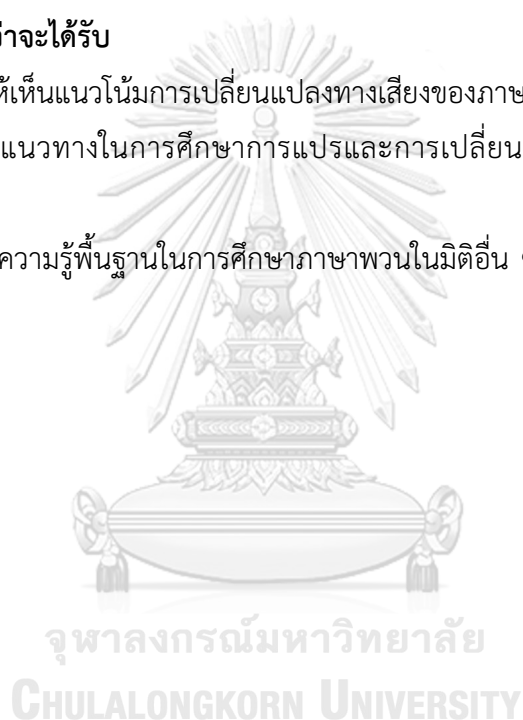 ว่าจะได้รับ
ห้เห็นแนวโน้มการเปลี่ยนแปลงทางเสียงของภาษ
แนวทางในการศึกษาการแปรและการเปลี่ยน
ความรู้พื้นฐานในการศึกษาภาษาพวนในมิติอื่น
จุฬาลงกรณ์มหาวิทยาลัย
CHULALONGKORN UNIVERSITY